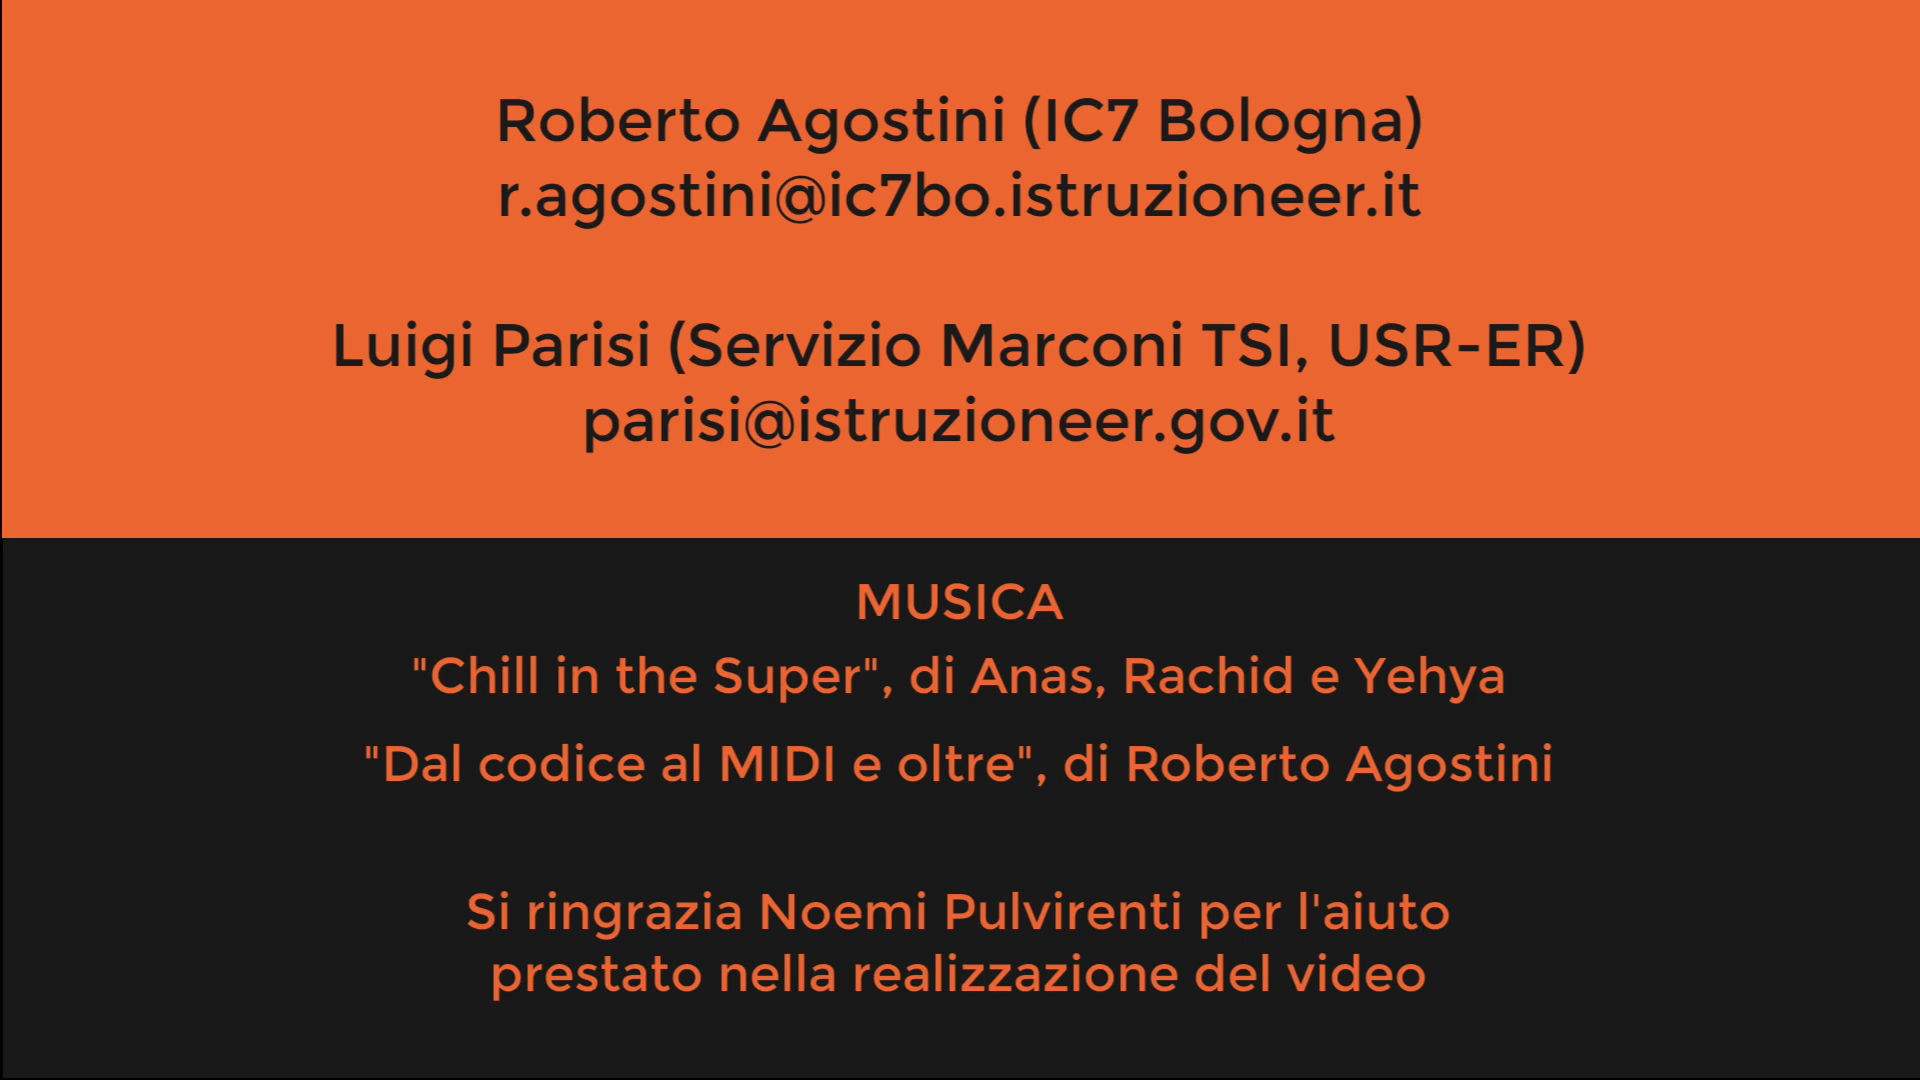 Roberto Agostini (IC7 Bologna)
r.agostini@ic7bo.istruzioneer.it
Luigi Parisi (Servizio Marconi TSI, USR-ER)
parisi@istruzioneer.gov.it
MUSICA
"Chill in the Super", di Anas, Rachid e Yehya
"Dal codice al MIDI e oltre", di Roberto Agostini
Si ringrazia Noemi Pulvirenti per l'aiuto
prestato nella realizzazione del video